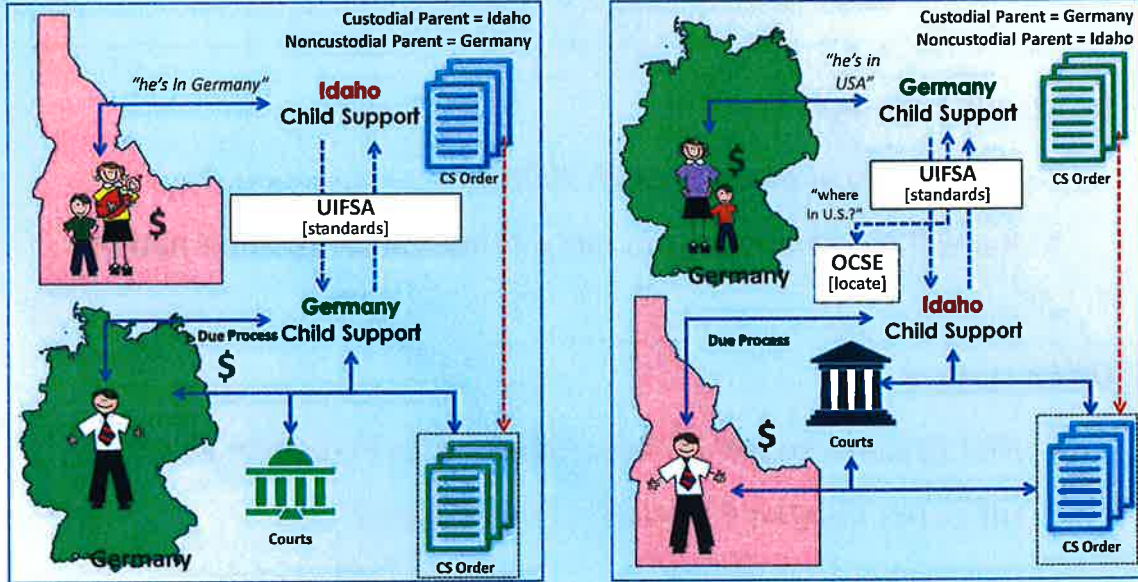 Custodial Parent = Idaho
Noncustodial Parent = Germany
"he's In Germany"
Idaho
Child Support
CS Order
UIFSA
[standards]
$
Germany
Child Support
Due Process
$
Courts
CS Order
Germany
Custodial Parent = Germany
Noncustodial Parent = Idaho
"he's in
USA"
Germany
Child Support
$
CS Order
UIFSA
[standards]
"where
In U.S.?"
Germany
OCSE
[locate]
Idaho
Child Support
Due Process
$
Courts
CS Order